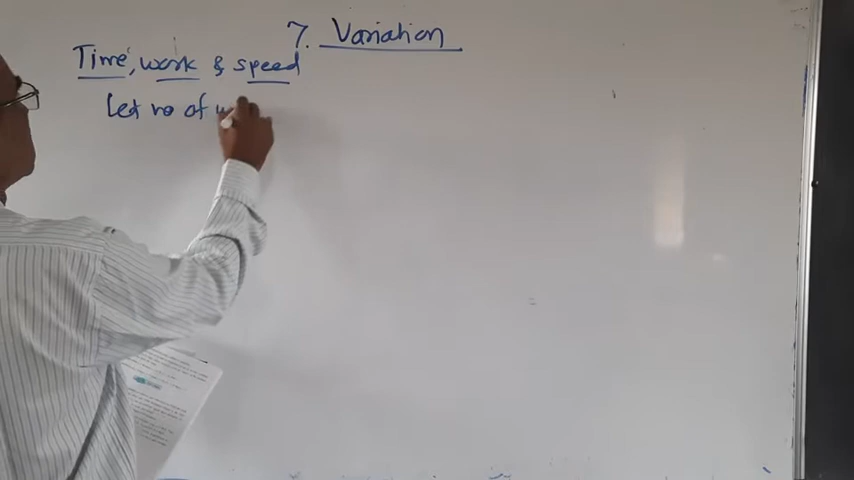 7. Variation
Time, work & speed
Let no of w